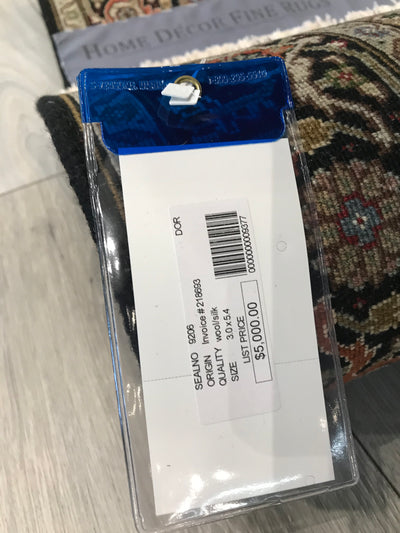 HOME DECOR FINE RUGS
DOR
0000000009377
SEALNO 9206
ORIGIN Invoice # 218693
QUALITY wool/silk
SIZE 3.0 x 5.4
LIST PRICE
$5,000.00